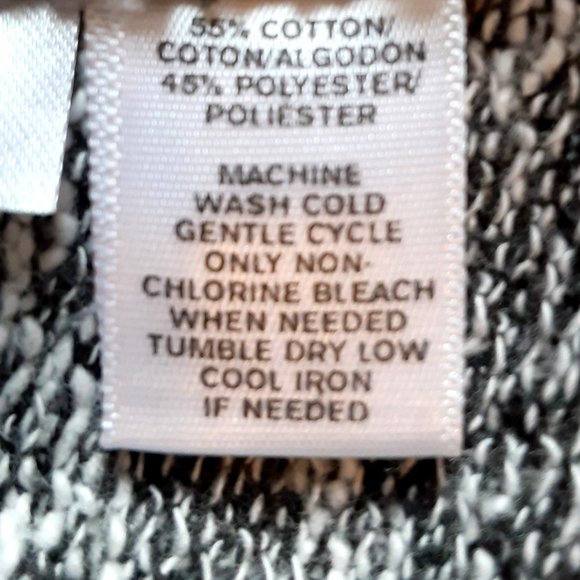 55% COTTON/
COTON/ALGODON
45% POLYESTER/
POLIESTER
MACHINE
WASH COLD
GENTLE CYCLE
ONLY NON-
CHLORINE BLEACH
WHEN NEEDED
TUMBLE DRY LOW
COOL IRON
IF NEEDED